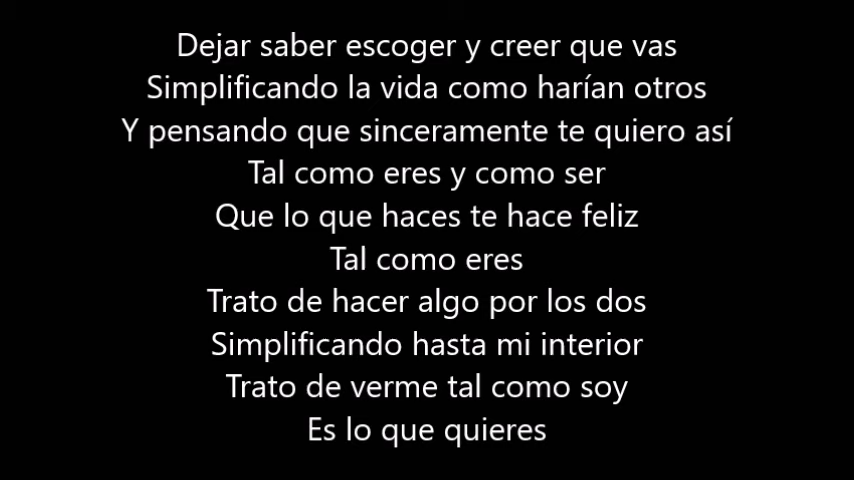 Dejar saber escoger y creer que vas
Simplificando la vida como harían otros
Y pensando que sinceramente te quiero así
Tal como eres y como ser
Que lo que haces te hace feliz
Tal como eres
Trato de hacer algo por los dos
Simplificando hasta mi interior
Trato de verme tal como soy
Es lo que quieres